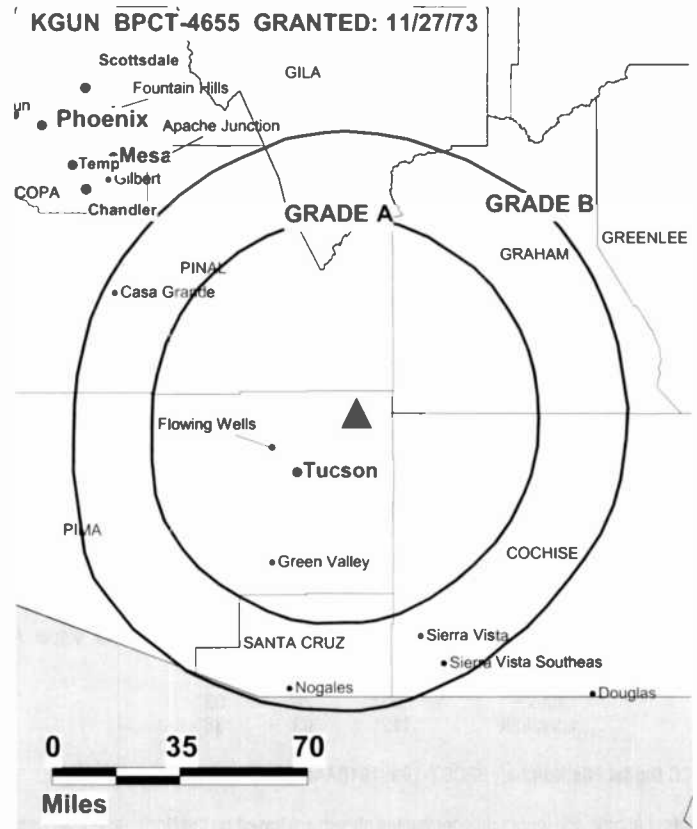 KGUN BPCT-4655 GRANTED: 11/27/73
Scottsdale
GILA
Fountain Hills
un
Phoenix
Apache Junction
Mesa
Temp
Gilbert
COPA
Chandler
GRADE A
GRADE B
GREENLEE
GRAHAM
PINAL
Casa Grande
Flowing Wells
Tucson
PIMA
COCHISE
Green Valley
Sierra Vista
SANTA CRUZ
Sierra Vista Southeas
Nogales
Douglas
0 35 70
Miles